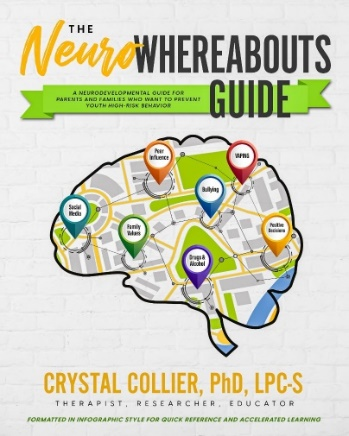 THE
NeuroWHEREABOUTS
GUIDE
A NEURODEVELOPMENTAL GUIDE FOR
PARENTS AND FAMILIES WHO WANT TO PREVENT
YOUTH HIGH-RISK BEHAVIOR
Peer
Influence
VAPING
Social
Media
Bullying
Family
Values
Positive
Decisions
Drugs &
Alcohol
CRYSTAL COLLIER, PhD, LPC-S
THERAPIST, RESEARCHER, EDUCATOR
FORMATTED IN INFOGRAPHIC STYLE FOR QUICK REFERENCE AND ACCELERATED LEARNING